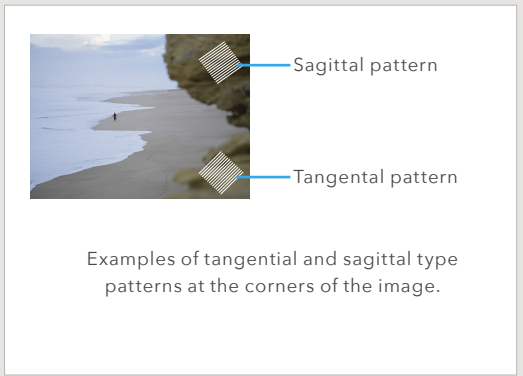 Sagittal pattern
Tangental pattern
Examples of tangential and sagittal type
patterns at the corners of the image.